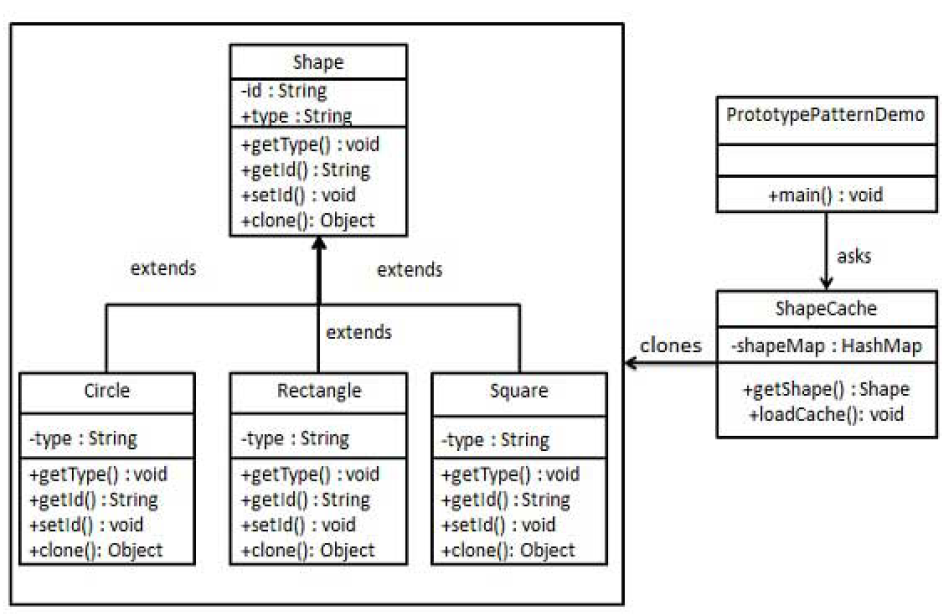 Shape
-id : String
+type : String
+getType() : void
+getId() : String
+setId() : void
+clone(): Object
extends
extends
extends
Circle
-type : String
+getType() : void
+getId() : String
+setId() : void
+clone(): Object
Rectangle
-type : String
+getType() : void
+getId() : String
+setId() : void
+clone(): Object
Square
-type : String
+getType() : void
+getId() : String
+setId() : void
+clone(): Object
PrototypePatternDemo
+main() : void
asks
ShapeCache
-shapeMap : HashMap
+getShape() : Shape
+loadCache(): void
clones